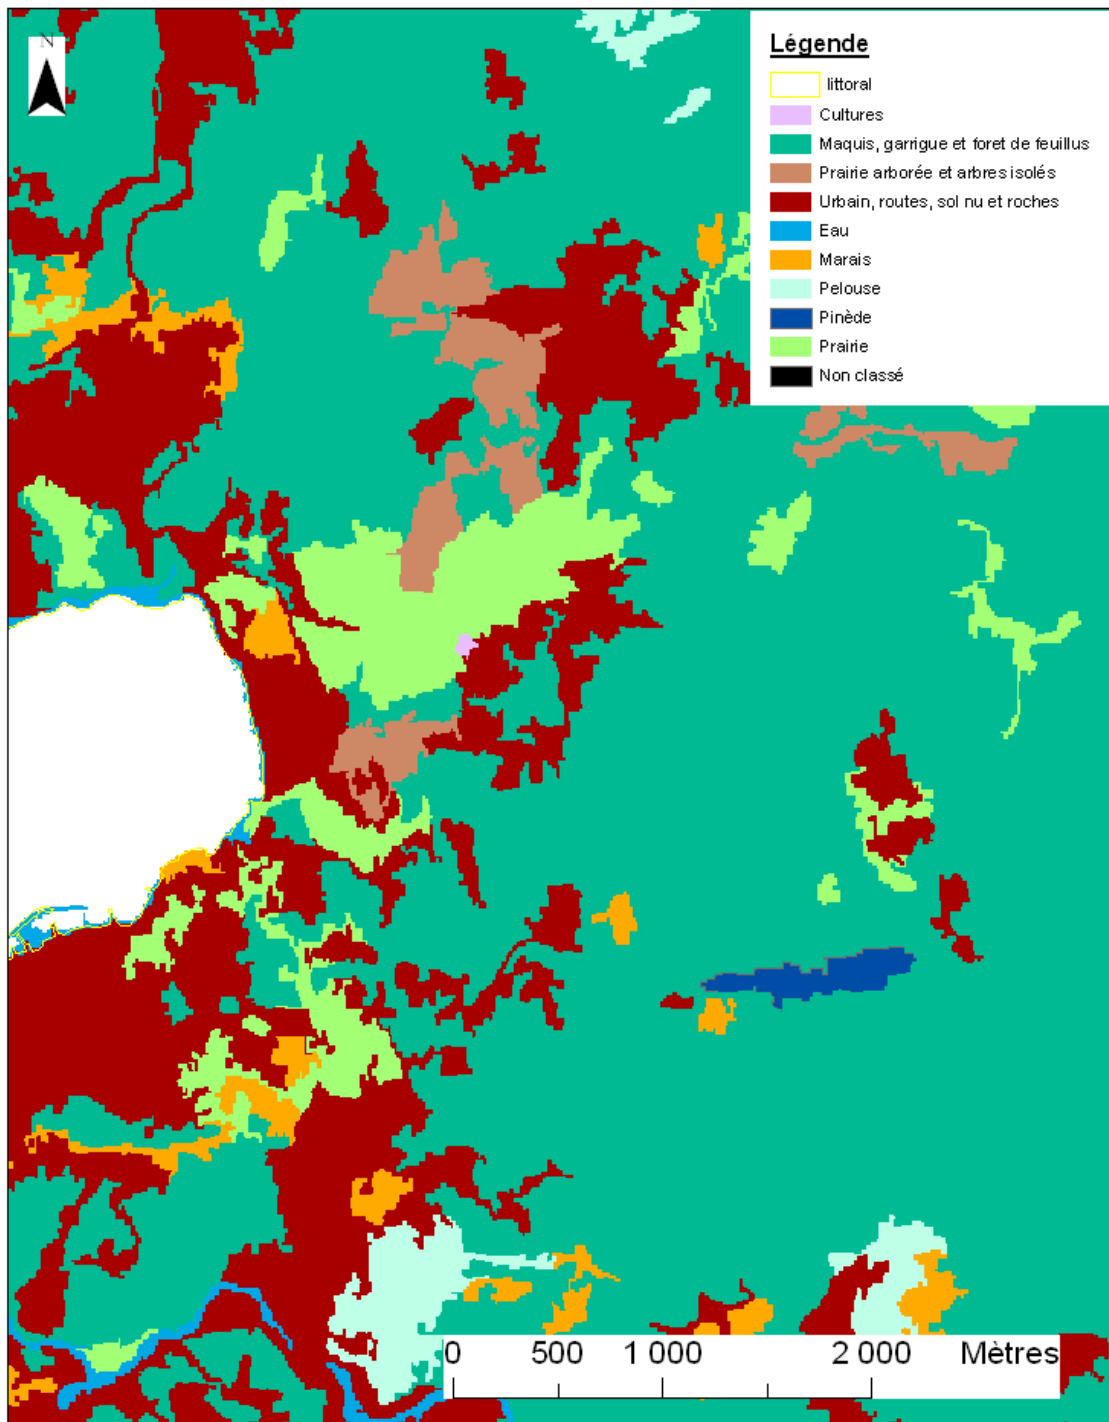 N
Légende
littoral
Cultures
Maquis, garrigue et foret de feuillus
Prairie arborée et arbres isolés
Urbain, routes, sol nu et roches
Eau
Marais
Pelouse
Pinède
Prairie
Non classé
0 500 1 000 2 000 Mètres